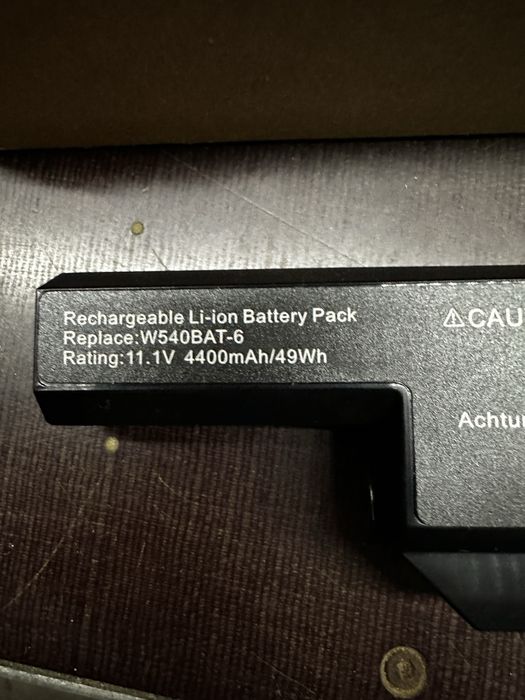 Rechargeable Li-ion Battery Pack
Replace:W540BAT-6
Rating:11.1V 4400mAh/49Wh
⚠CAU
Achtu